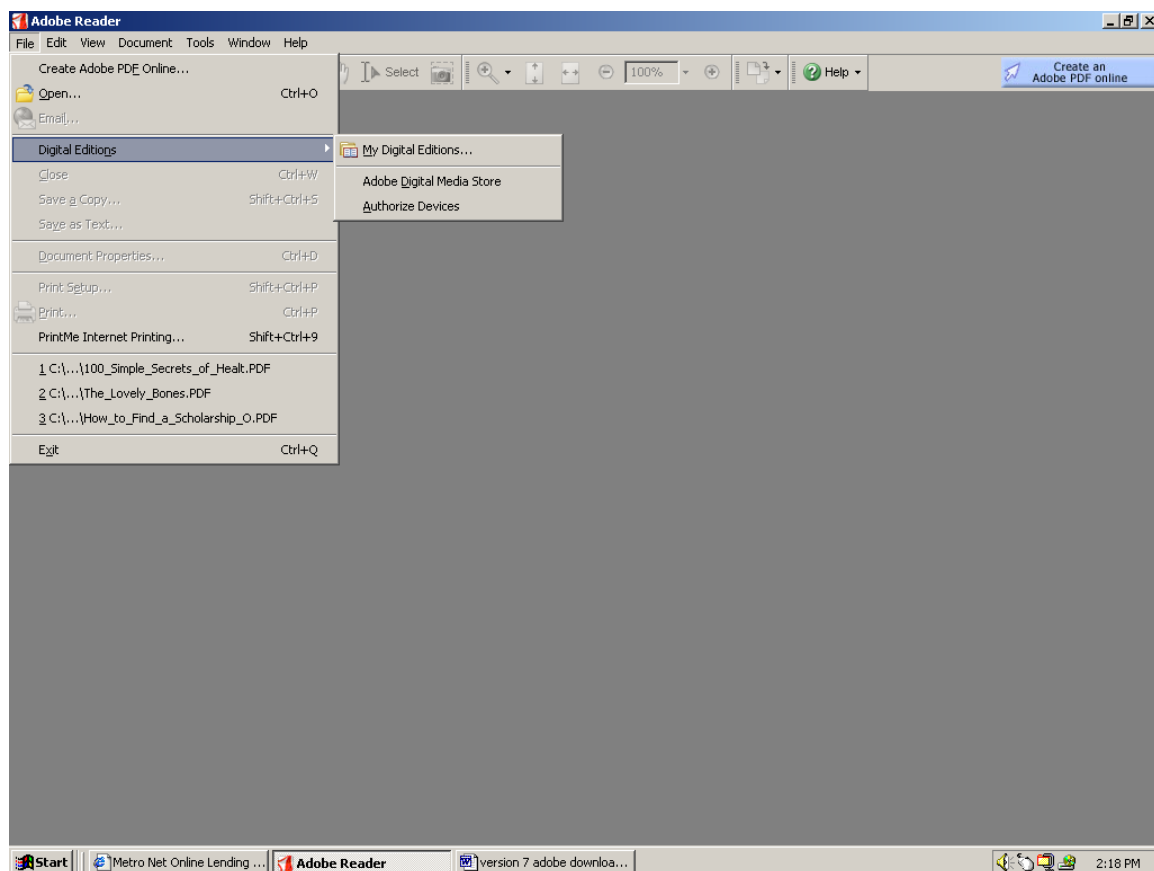 Adobe Reader
File Edit View Document Tools Window Help
Select 100% Help Create an
Adobe PDF online
Create Adobe PDF Online...
Open... Ctrl+O
Email...
Digital Editions
My Digital Editions...
Close Ctrl+W
Adobe Digital Media Store
Save a Copy... Shift+Ctrl+S
Authorize Devices
Save as Text...
Document Properties... Ctrl+D
Print Setup... Shift+Ctrl+P
Print... Ctrl+P
PrintMe Internet Printing... Shift+Ctrl+9
1 C:\...\100_Simple_Secrets_of_Healt.PDF
2 C:\...\The_Lovely_Bones.PDF
3 C:\...\How_to_Find_a_Scholarship_O.PDF
Exit Ctrl+Q
Start Metro Net Online Lending ... Adobe Reader version 7 adobe downloa... 2:18 PM